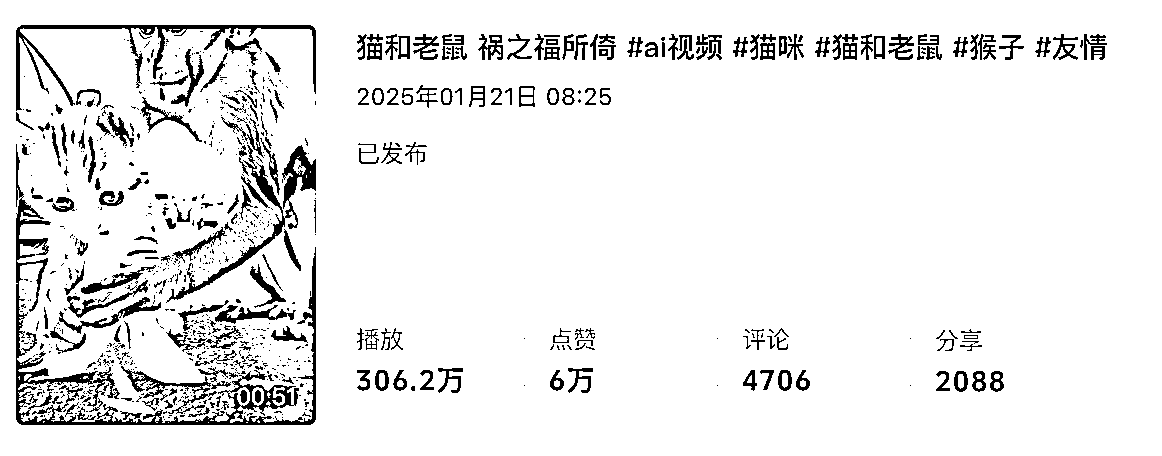 猫和老鼠 祸之福所倚 #ai视频 #猫咪 #猫和老鼠 #猴子 #友情
2025年01月21日 08:25
已发布
播放 点赞 评论 分享
306.2万 6万 4706 2088
00:51